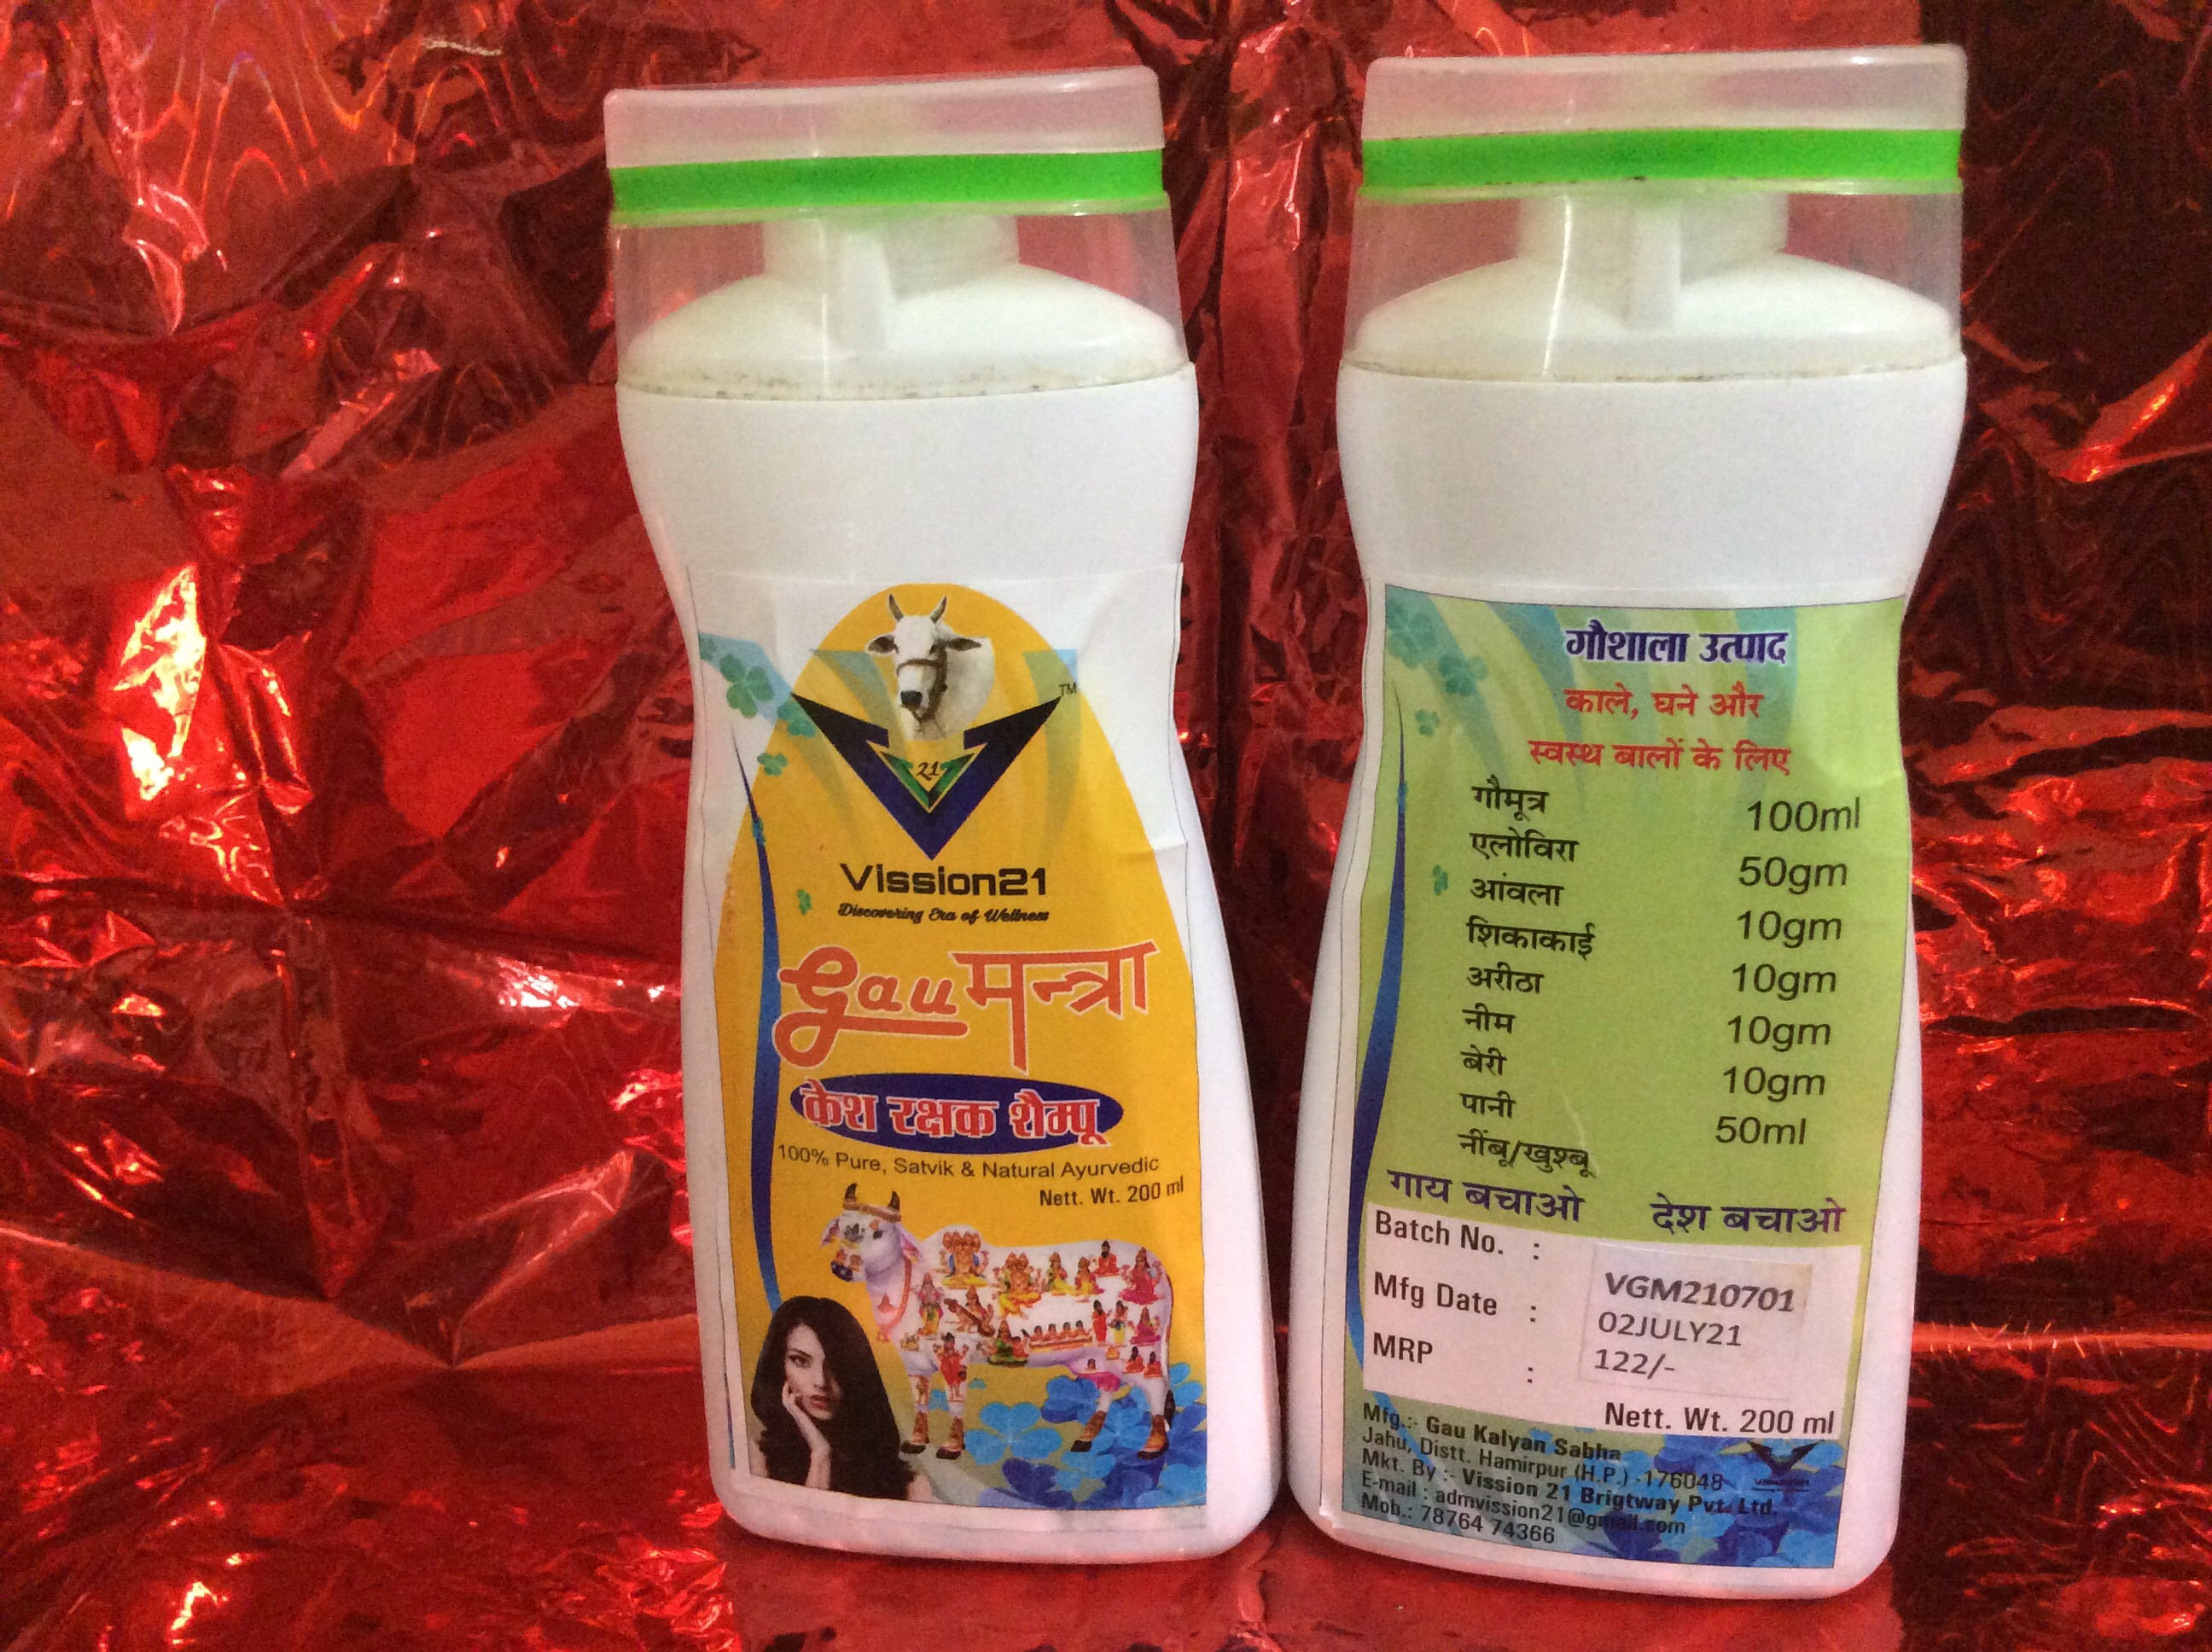 TM
21
Vission21
Discovering Era of Wellness
Gau मन्त्रा
केश रक्षक शैम्पू
100% Pure, Satvik & Natural Ayurvedic
Nett. Wt. 200 ml
गौशाला उत्पाद
काले, घने और
स्वस्थ बालों के लिए
गौमूत्र 100ml
एलोविरा 50gm
आंवला 10gm
शिकाकाई 10gm
अरीठा 10gm
नीम 10gm
बेरी 50ml
पानी
नींबू/खुश्बू
गाय बचाओ देश बचाओ
Batch No. : VGM210701
Mfg Date : 02JULY21
MRP : 122/-
Nett. Wt. 200 ml
Mfg.:- Gau Kalyan Sabha
Jahu, Distt. Hamirpur (H.P.) -176048
Mkt. By :- Vission 21 Brigtway Pvt. Ltd.
E-mail : admvission21@gmail.com
Mob.: 78764 74366